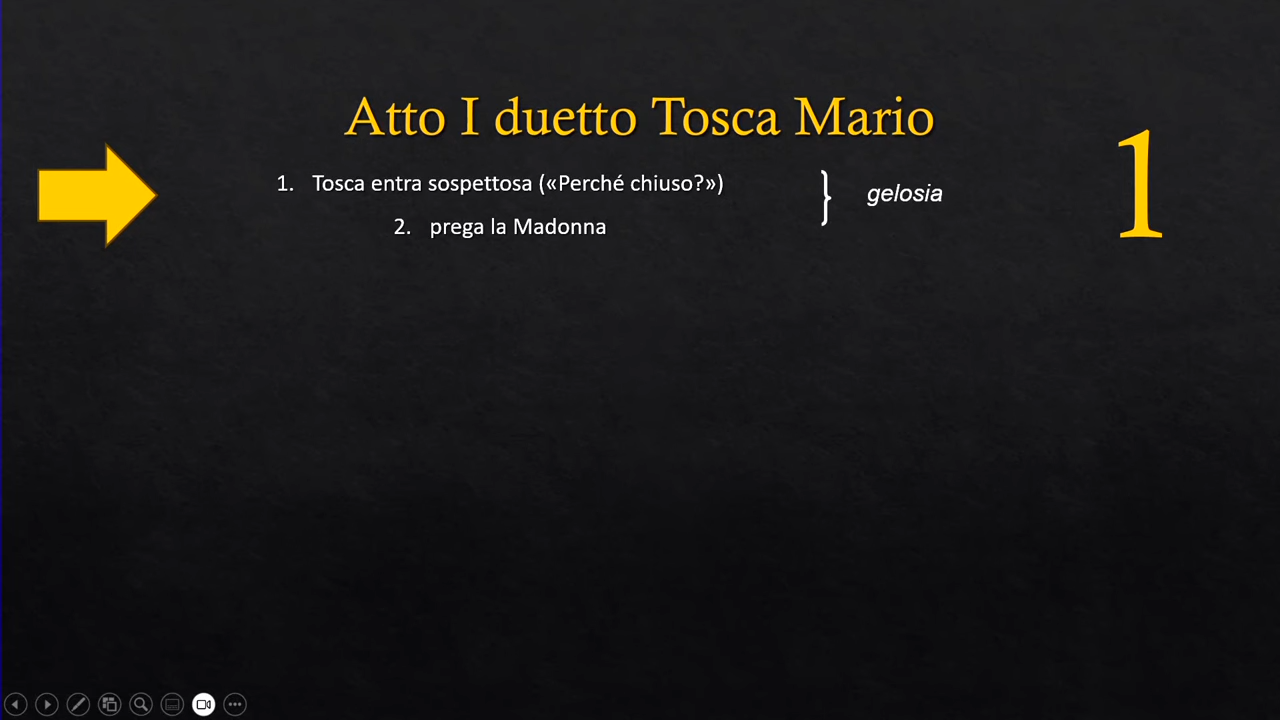 Atto I duetto Tosca Mario
1. Tosca entra sospettosa («Perché chiuso?»)
2. prega la Madonna
} gelosia
1